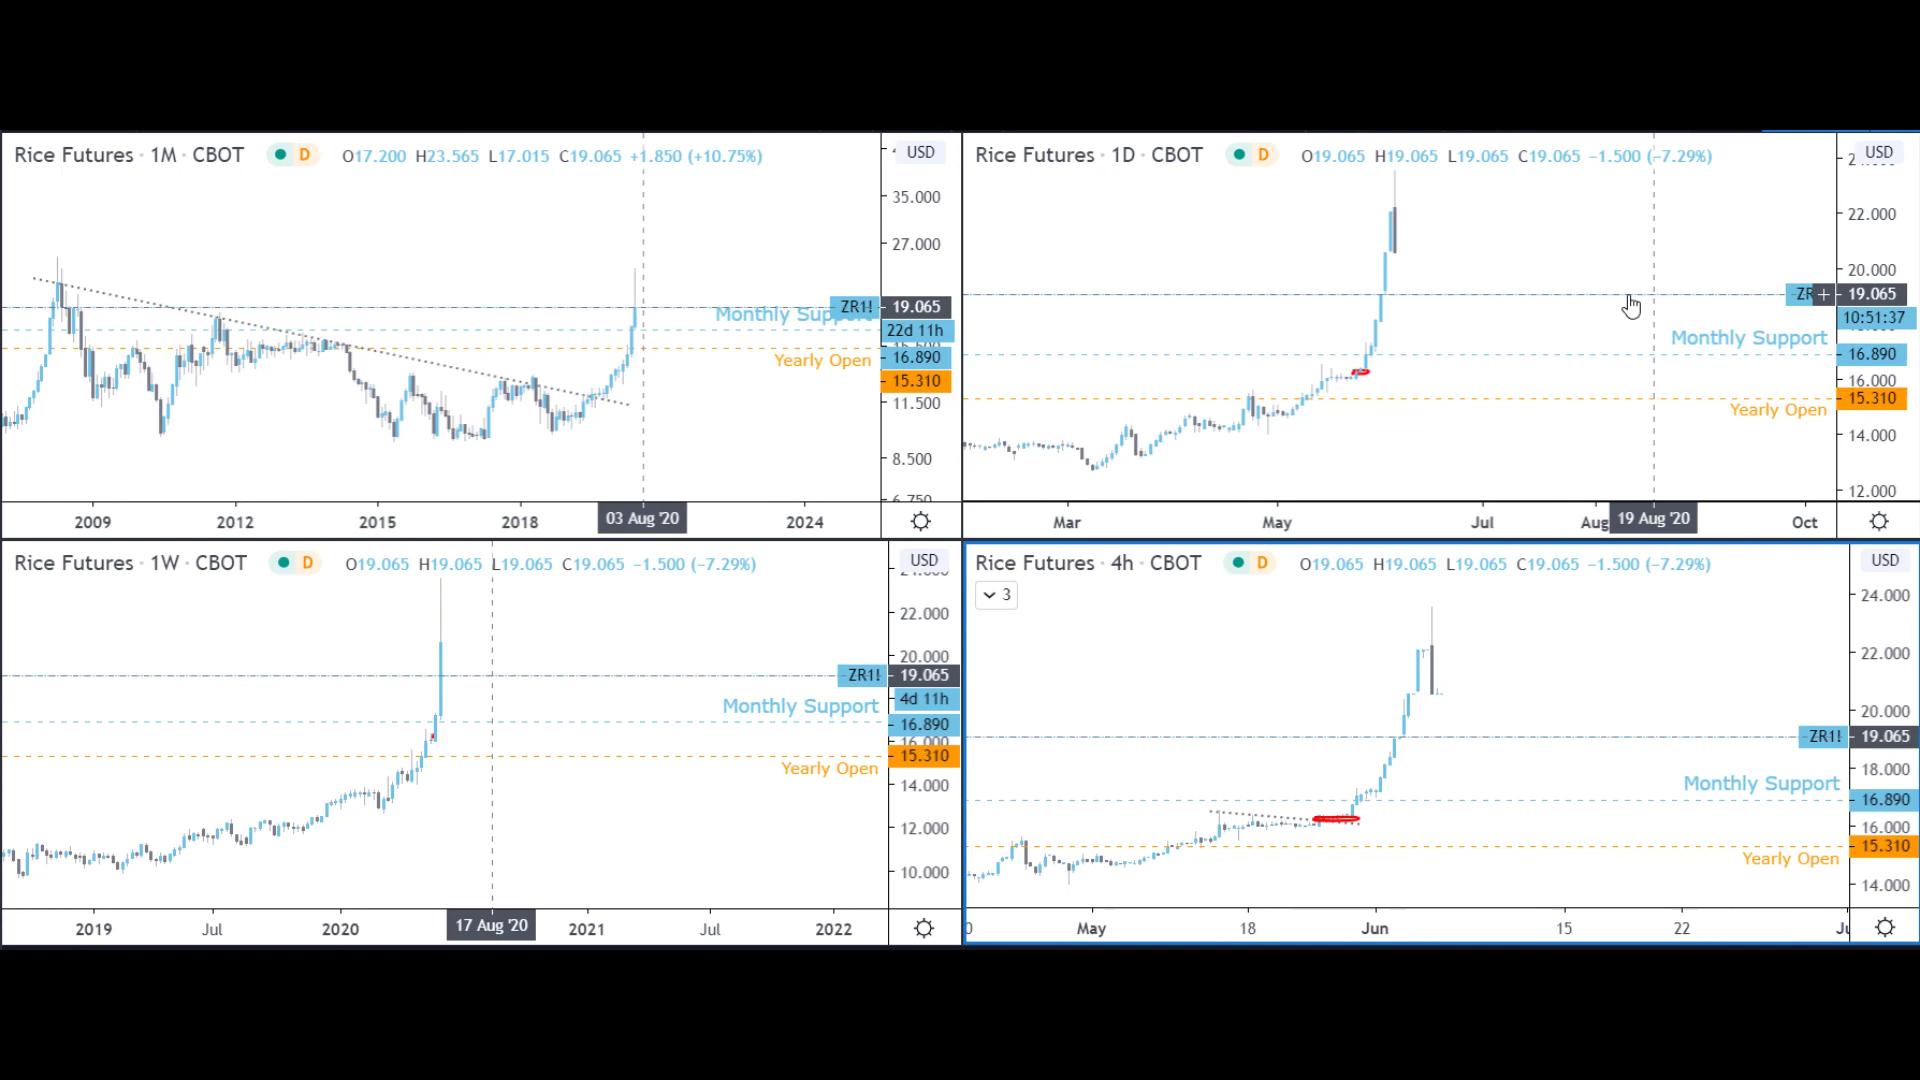 Rice Futures · 1M · CBOT D O17.200 H23.565 L17.015 C19.065 +1.850 (+10.75%)
USD
35.000
27.000
ZR1! 19.065
Monthly Support
22d 11h
16.890
Yearly Open
15.310
11.500
8.500
6.750
2009 2012 2015 2018 03 Aug '20 2024
Rice Futures · 1D · CBOT D O19.065 H19.065 L19.065 C19.065 −1.500 (−7.29%)
USD
22.000
20.000
ZR + 19.065
10:51:37
Monthly Support
16.890
16.000
15.310
Yearly Open
14.000
12.000
Mar May Jul Aug 19 Aug '20 Oct
Rice Futures · 1W · CBOT D O19.065 H19.065 L19.065 C19.065 −1.500 (−7.29%)
USD
22.000
20.000
ZR1! 19.065
4d 11h
Monthly Support
16.890
16.000
15.310
Yearly Open
14.000
12.000
10.000
2019 Jul 2020 17 Aug '20 2021 Jul 2022
Rice Futures · 4h · CBOT D O19.065 H19.065 L19.065 C19.065 −1.500 (−7.29%)
USD
3
24.000
22.000
20.000
ZR1! 19.065
18.000
Monthly Support
16.890
16.000
15.310
Yearly Open
14.000
May 18 Jun 15 22